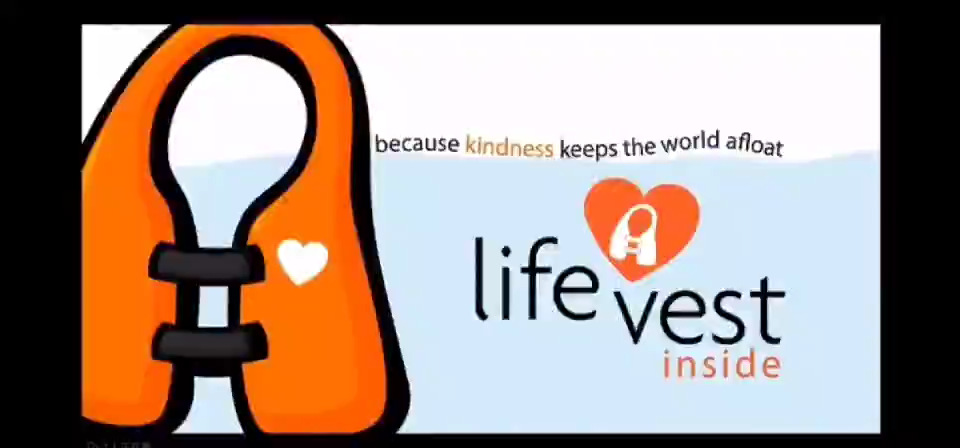 because kindness keeps the world afloat
life
vest
inside